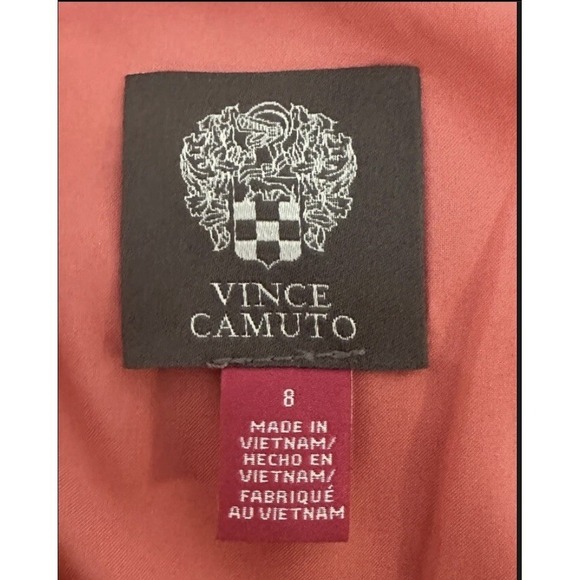 VINCE
CAMUTO
8
MADE IN
VIETNAM/
HECHO EN
VIETNAM/
FABRIQUÉ
AU VIETNAM